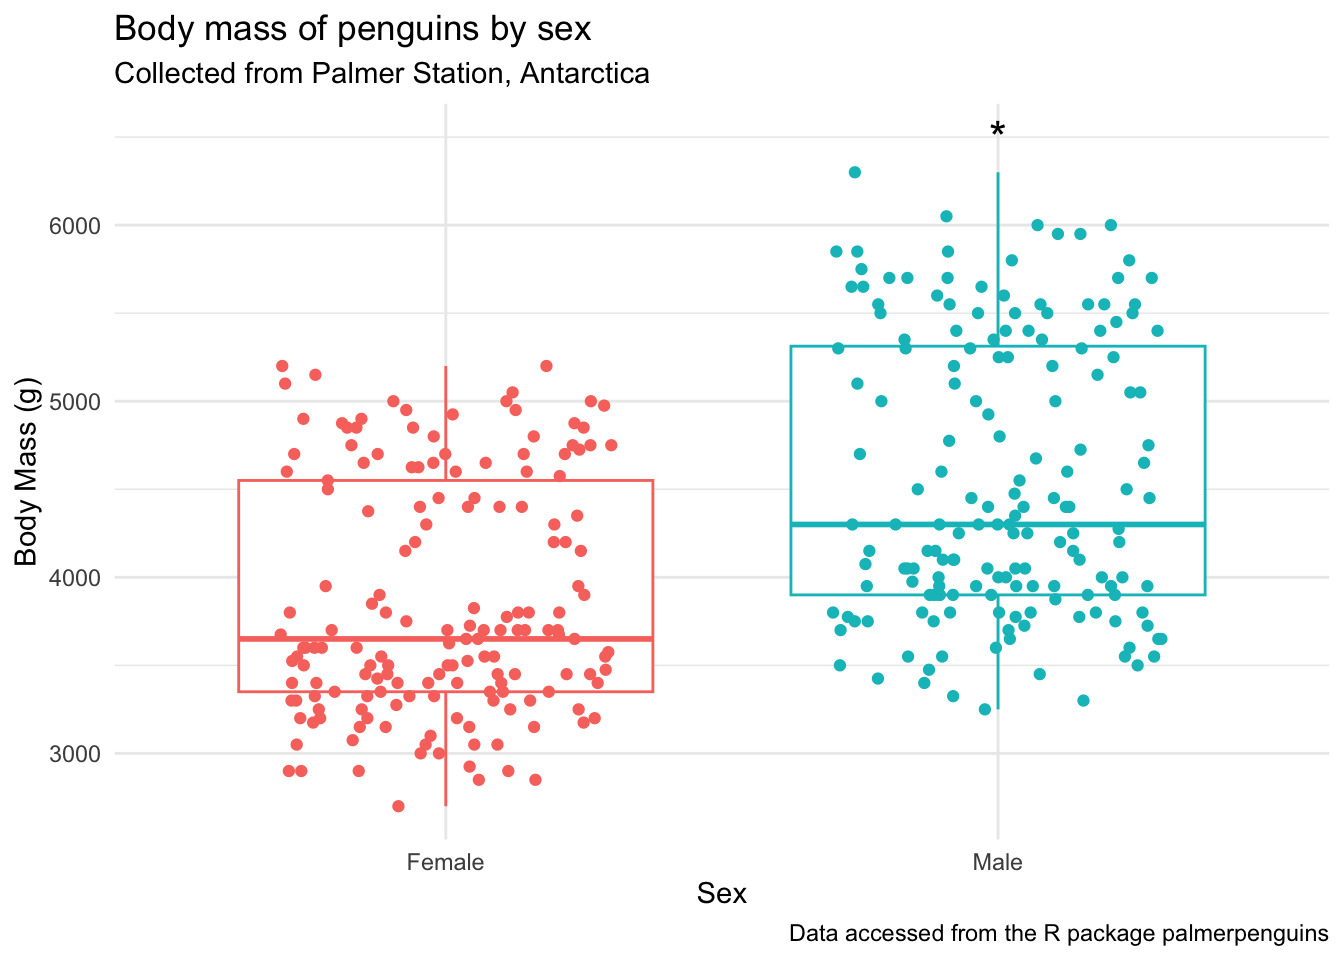 Body mass of penguins by sex
Collected from Palmer Station, Antarctica
*
6000
5000
4000
3000
Body Mass (g)
Female
Male
Sex
Data accessed from the R package palmerpenguins